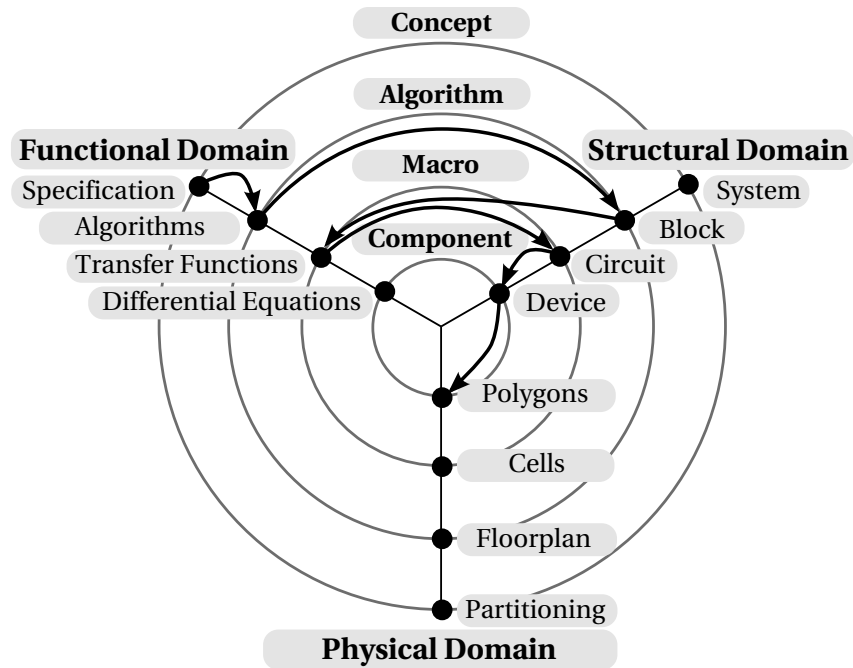 Concept
Algorithm
Functional Domain
Structural Domain
Macro
Specification
System
Algorithms
Block
Component
Transfer Functions
Circuit
Differential Equations
Device
Polygons
Cells
Floorplan
Partitioning
Physical Domain